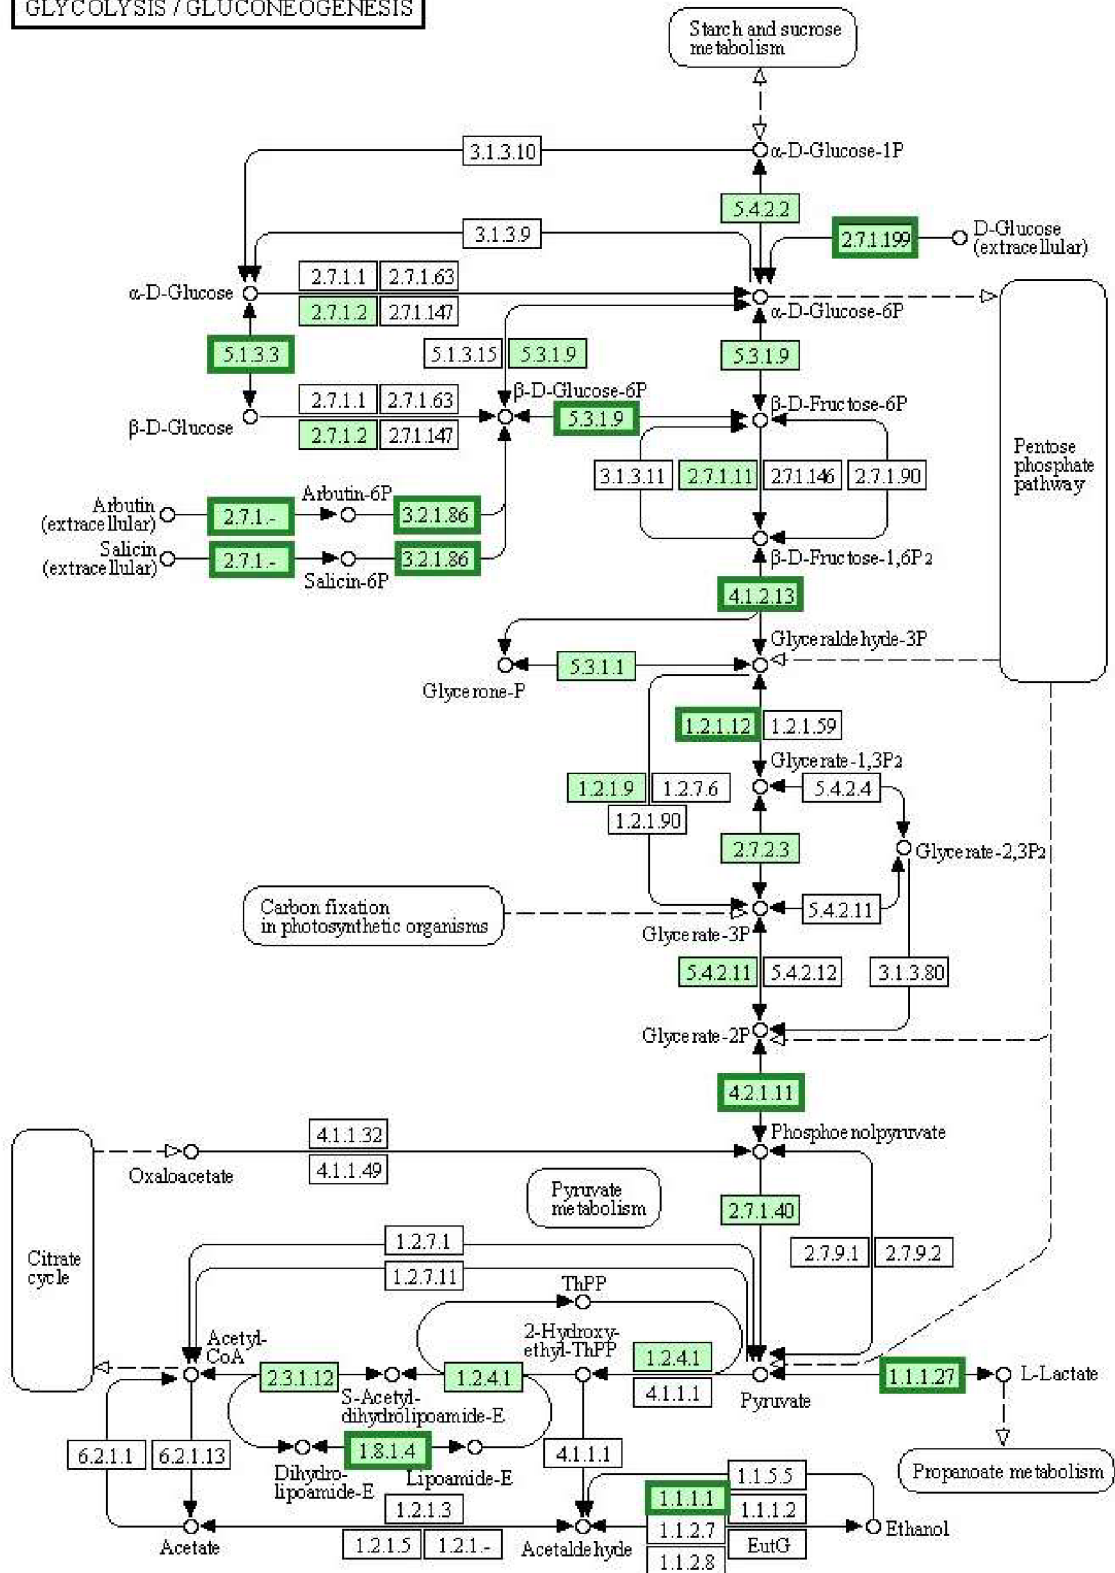 GLYCOLYSIS / GLUCONEOGENESIS
Starch and sucrose
metabolism
3.1.3.10
α-D-Glucose-1P
5.4.2.2
3.1.3.9
2.7.1.199
D-Glucose
(extracellular)
2.7.1.1
2.7.1.63
α-D-Glucose
2.7.1.2
2.7.1.147
α-D-Glucose-6P
5.1.3.3
5.1.3.15
5.3.1.9
5.3.1.9
2.7.1.1
2.7.1.63
β-D-Glucose-6P
β-D-Fructose-6P
β-D-Glucose
2.7.1.2
2.7.1.147
5.3.1.9
Pentose
phosphate
pathway
3.1.3.11
2.7.1.11
2.7.1.146
2.7.1.90
Arbutin
(extracellular)
2.7.1.-
Arbutin-6P
3.2.1.86
Salicin
(extracellular)
2.7.1.-
Salicin-6P
3.2.1.86
β-D-Fructose-1,6P2
4.1.2.13
Glyceraldehyde-3P
5.3.1.1
Glycerone-P
1.2.1.12
1.2.1.59
Glycerate-1,3P2
1.2.1.9
1.2.7.6
5.4.2.4
1.2.1.90
2.7.2.3
Glycerate-2,3P2
Carbon fixation
in photosynthetic organisms
5.4.2.11
Glycerate-3P
5.4.2.11
5.4.2.12
3.1.3.80
Glycerate-2P
4.2.1.11
4.1.1.32
Phosphoenolpyruvate
Oxaloacetate
4.1.1.49
Pyruvate
metabolism
2.7.1.40
Citrate
cycle
1.2.7.1
2.7.9.1
2.7.9.2
1.2.7.11
ThPP
Acetyl-
CoA
2-Hydroxy-
ethyl-ThPP
1.2.4.1
2.3.1.12
1.2.4.1
4.1.1.1
1.1.1.27
L-Lactate
S-Acetyl-
dihydrolipoamide-E
Pyruvate
6.2.1.1
6.2.1.13
1.8.1.4
4.1.1.1
Dihydro-
lipoamide-E
Lipoamide-E
Propanoate metabolism
1.1.5.5
1.1.1.1
1.1.1.2
1.2.1.3
1.1.2.7
Ethanol
Acetate
1.2.1.5
1.2.1.-
Acetaldehyde
EutG
1.1.2.8